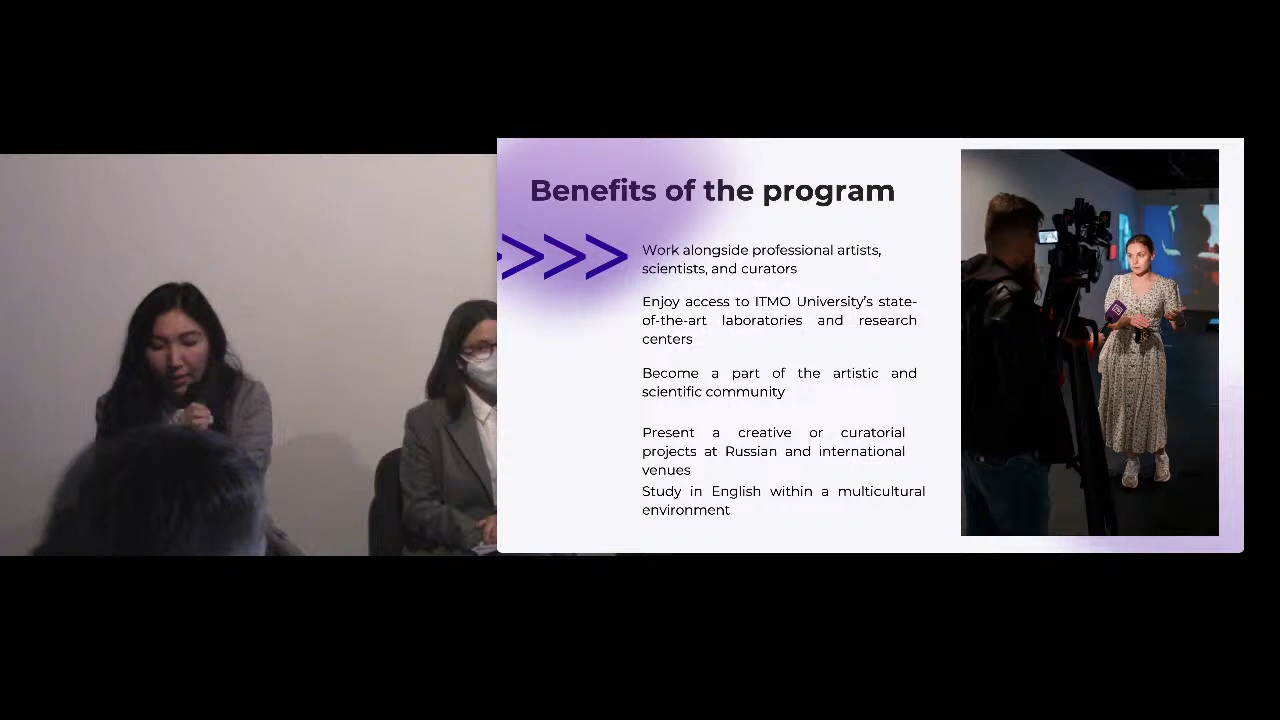 Benefits of the program
Work alongside professional artists,
scientists, and curators
Enjoy access to ITMO University's state-
of-the-art laboratories and research
centers
Become a part of the artistic and
scientific community
Present a creative or curatorial
projects at Russian and international
venues
Study in English within a multicultural
environment